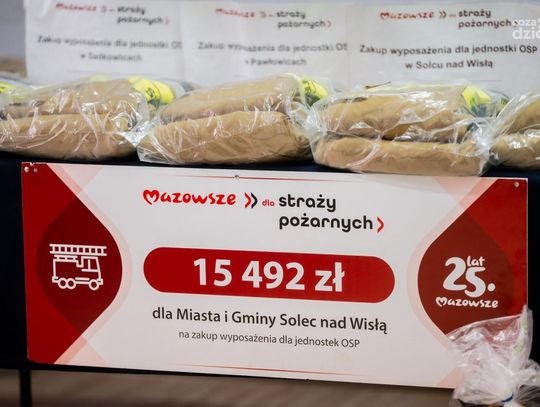 Mazowsze dla straży pożarnych
Zakup wyposażenia dla jednostki OSP
w Sadkowicach
Mazowsze dla straży pożarnych
Zakup wyposażenia dla jednostki OSP
w Pawłowicach
Mazowsze dla straży pożarnych
Zakup wyposażenia dla jednostki OSP
w Solcu nad Wisłą
Mazowsze dla straży pożarnych
15 492 zł
dla Miasta i Gminy Solec nad Wisłą
na zakup wyposażenia dla jednostek OSP
25 lat
Mazowsze